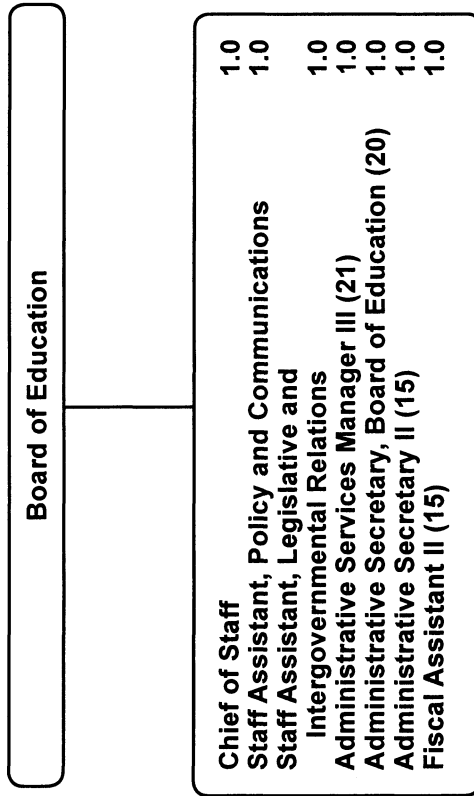 Board of Education
Chief of Staff 1.0
Staff Assistant, Policy and Communications 1.0
Staff Assistant, Legislative and
Intergovernmental Relations 1.0
Administrative Services Manager III (21) 1.0
Administrative Secretary, Board of Education (20) 1.0
Administrative Secretary II (15) 1.0
Fiscal Assistant II (15) 1.0